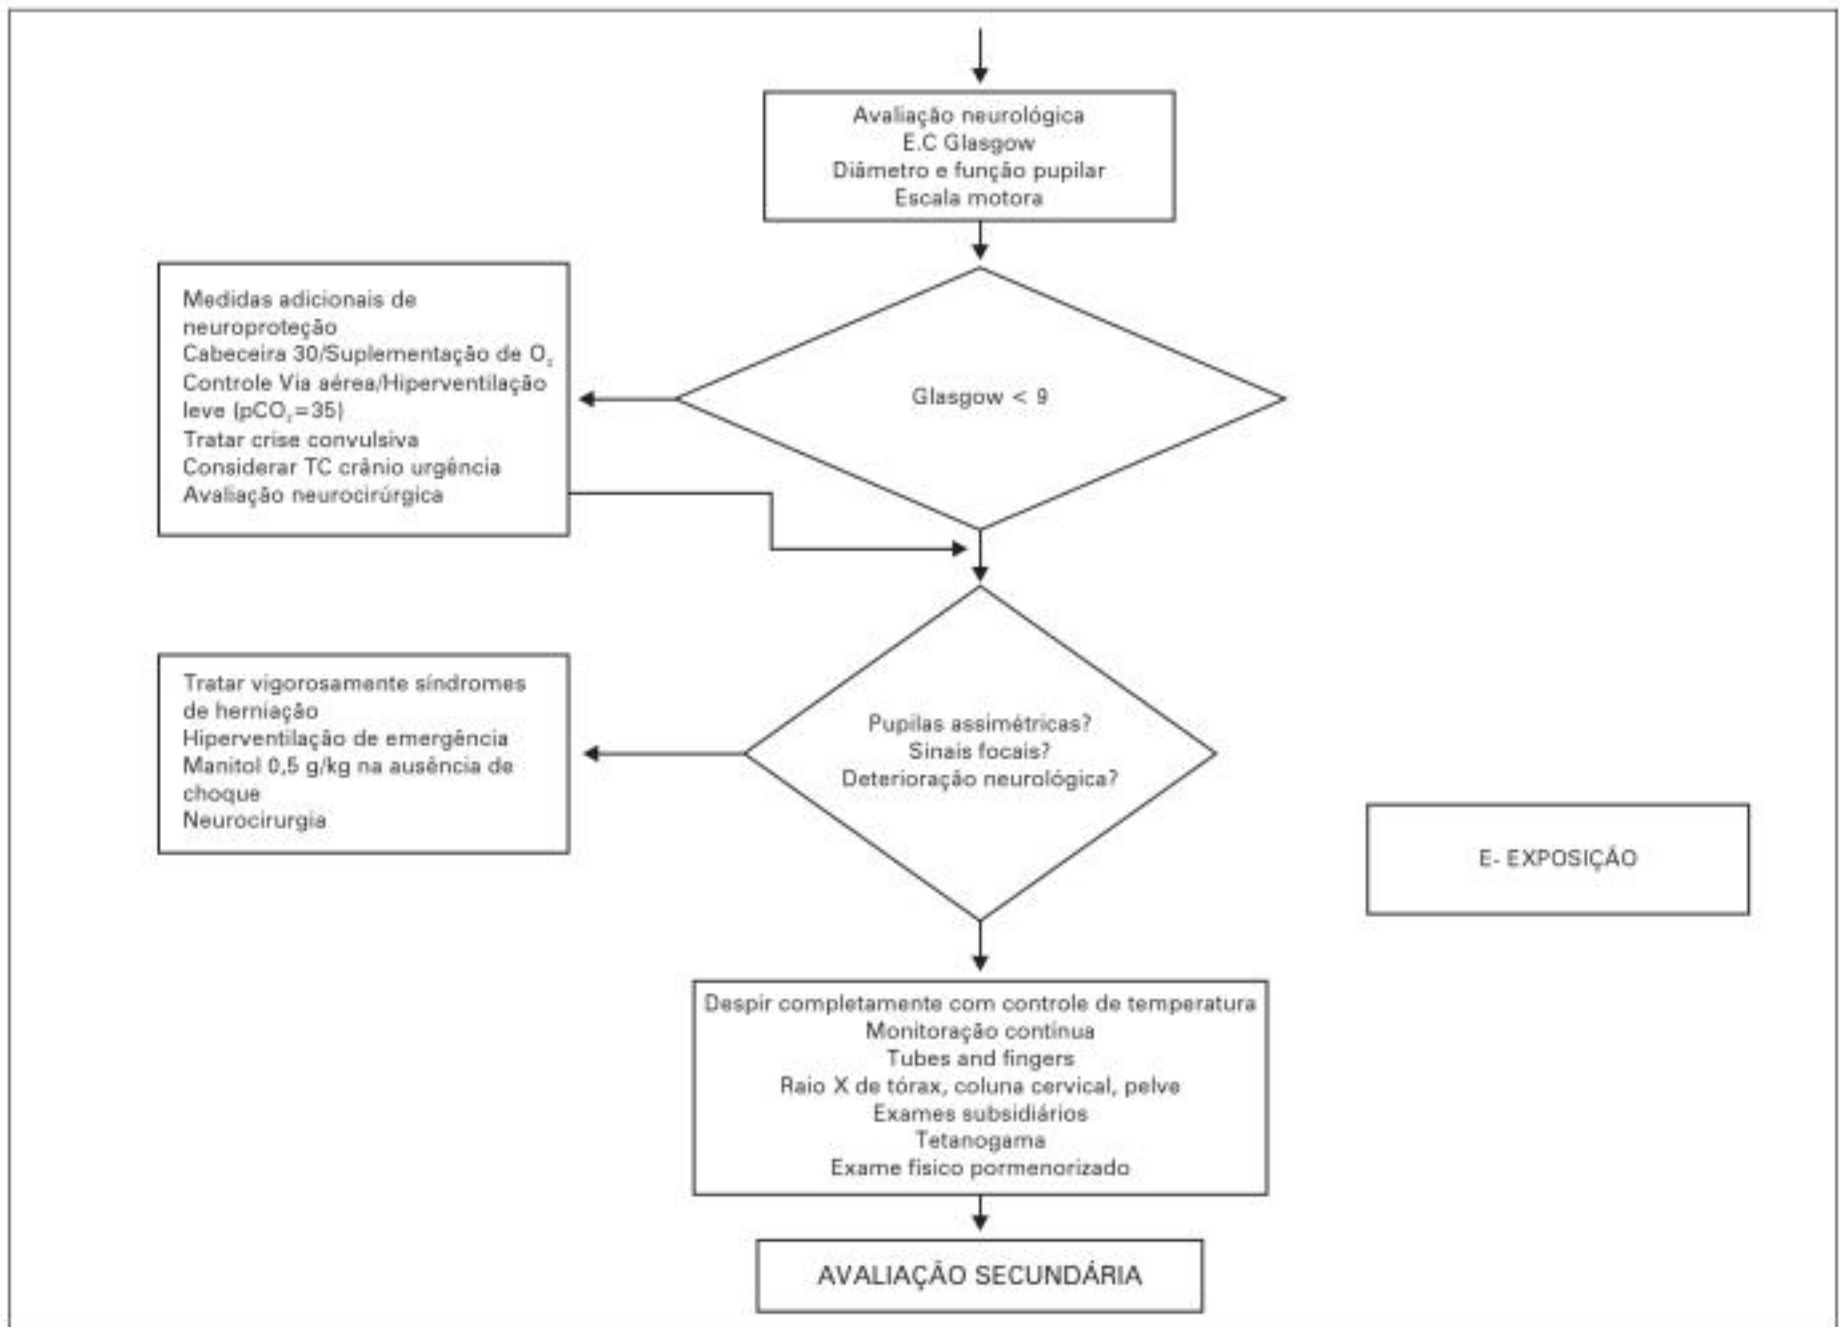 Avaliação neurológica
E.C Glasgow
Diâmetro e função pupilar
Escala motora
Medidas adicionais de
neuroproteção
Cabeceira 30/Suplementação de O₂
Controle Via aérea/Hiperventilação
leve (pCO₂=35)
Tratar crise convulsiva
Considerar TC crânio urgência
Avaliação neurocirúrgica
Glasgow < 9
Tratar vigorosamente síndromes
de herniação
Hiperventilação de emergência
Manitol 0,5 g/kg na ausência de
choque
Neurocirurgia
Pupilas assimétricas?
Sinais focais?
Deterioração neurológica?
E- EXPOSIÇÃO
Despir completamente com controle de temperatura
Monitoração contínua
Tubes and fingers
Raio X de tórax, coluna cervical, pelve
Exames subsidiários
Tetanogama
Exame físico pormenorizado
AVALIAÇÃO SECUNDÁRIA